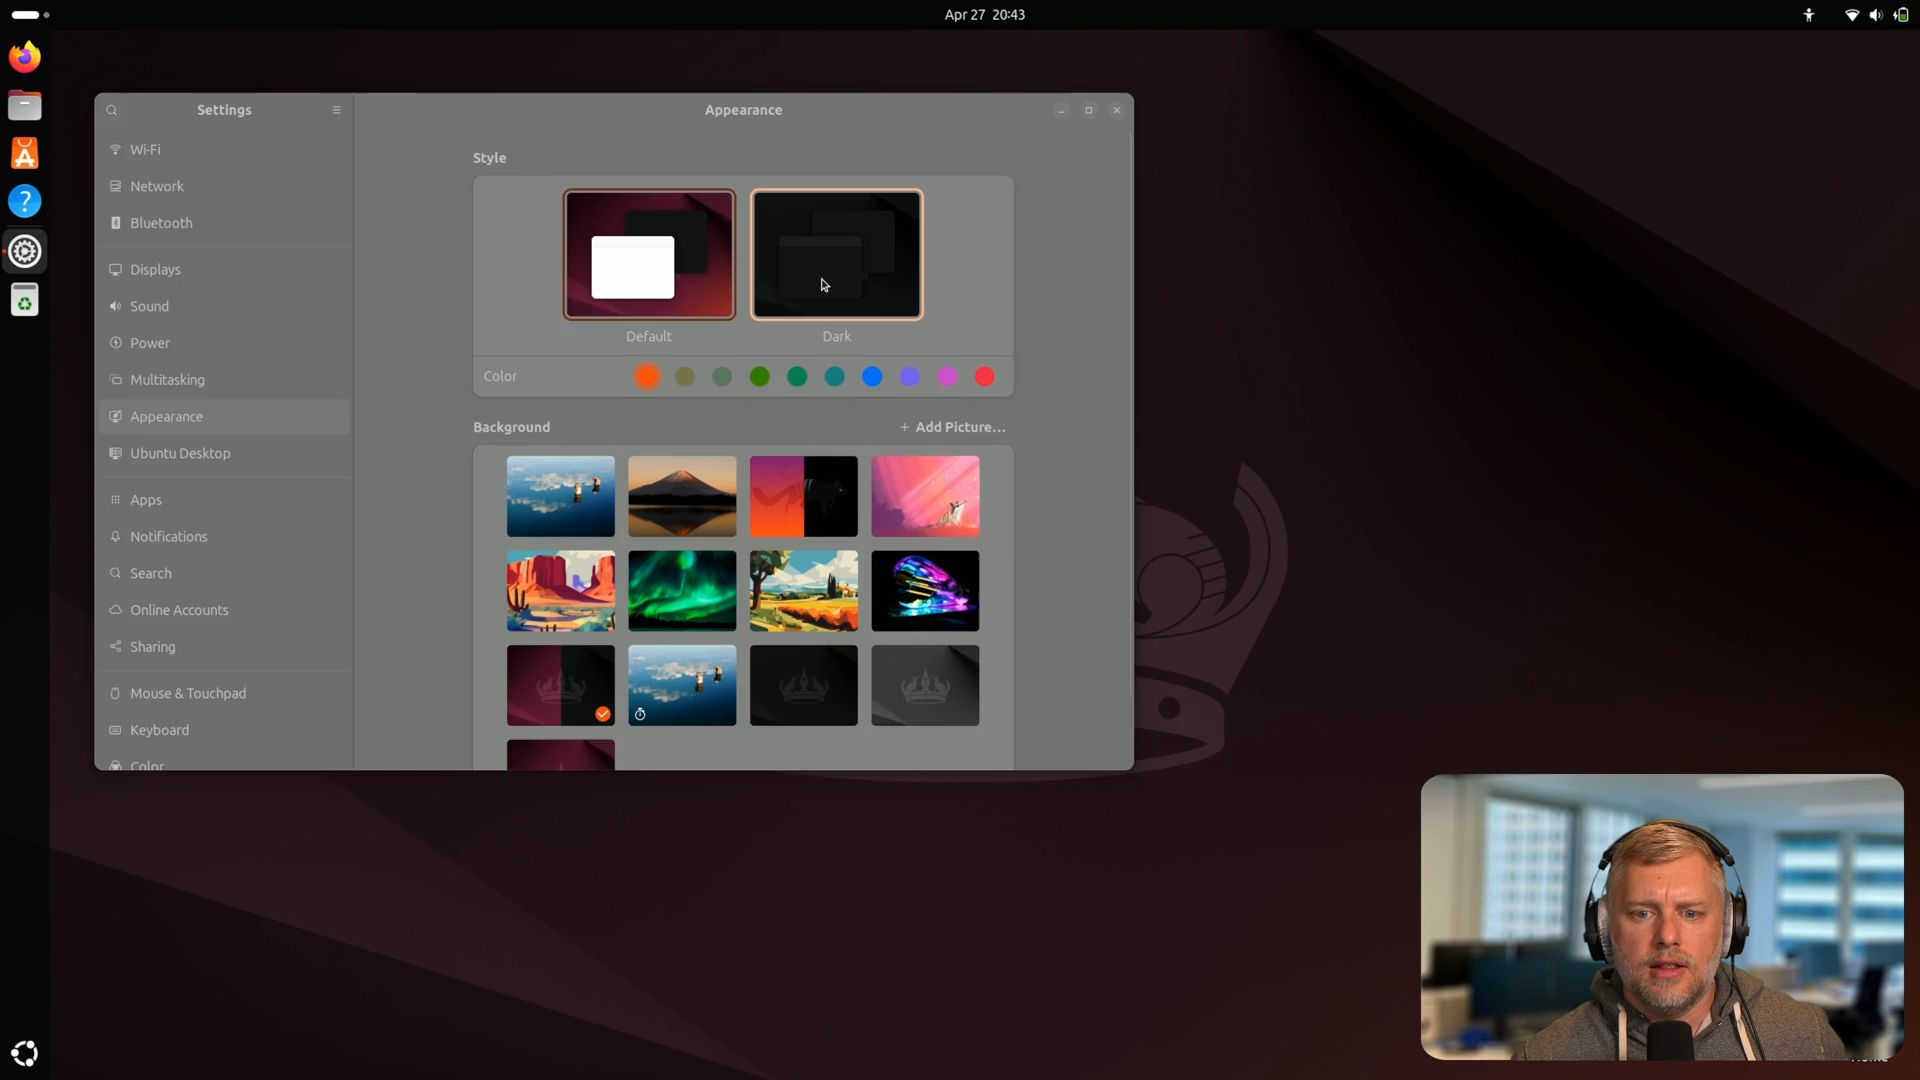 Apr 27 20:43
Settings
Appearance
Wi-Fi
Network
Bluetooth
Displays
Sound
Power
Multitasking
Appearance
Ubuntu Desktop
Apps
Notifications
Search
Online Accounts
Sharing
Mouse & Touchpad
Keyboard
Color
Style
Default
Dark
Color
Background
+ Add Picture...